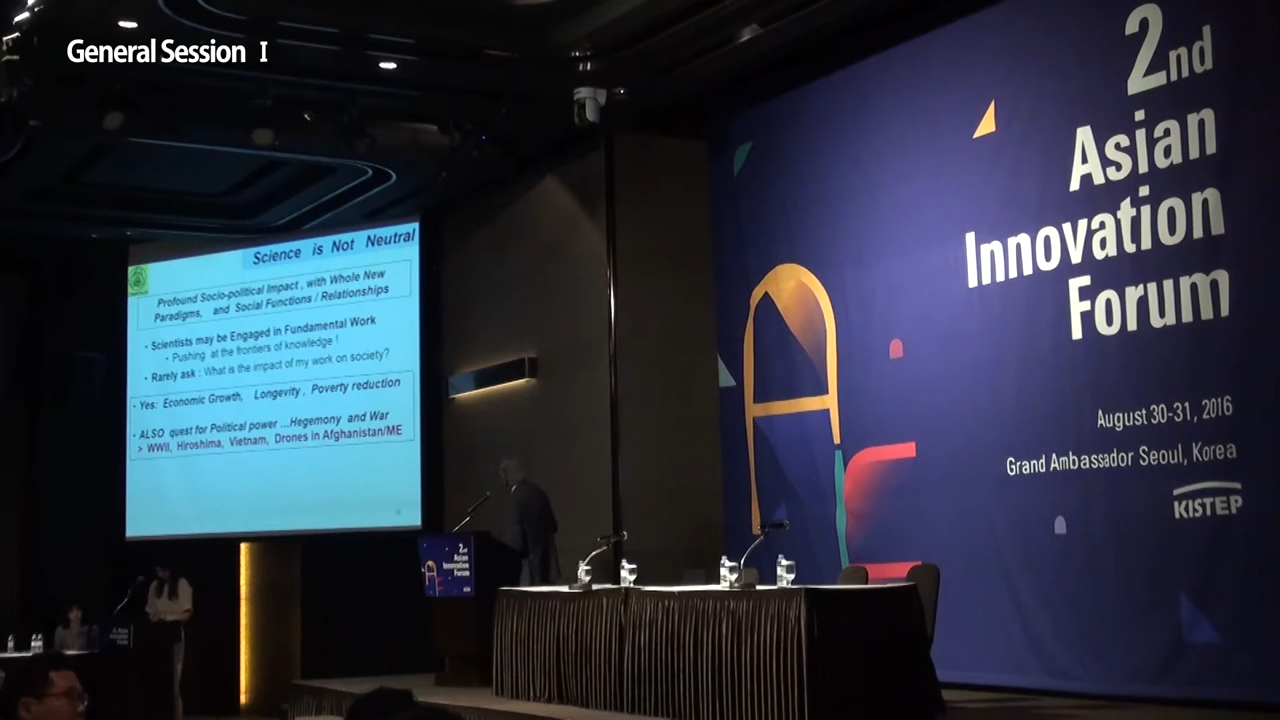 General Session I
Science is Not Neutral
Profound Socio-political Impact , with Whole New
Paradigms, and Social Functions / Relationships
• Scientists may be Engaged in Fundamental Work
• Pushing at the frontiers of knowledge !
• Rarely ask : What is the impact of my work on society?
• Yes: Economic Growth, Longevity , Poverty reduction
• ALSO quest for Political power ...Hegemony and War
> WWII, Hiroshima, Vietnam, Drones in Afghanistan/ME
2nd
Asian
Innovation
Forum
August 30-31, 2016
Grand Ambassador Seoul, Korea
KISTEP
2nd
Asian
Innovation
Forum